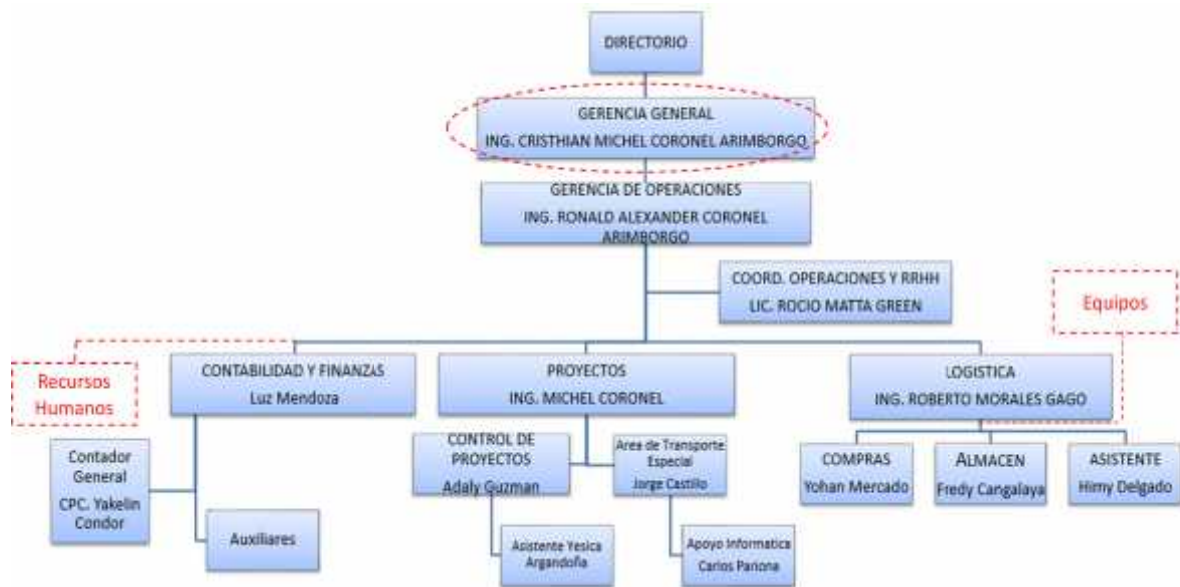 DIRECTORIO
GERENCIA GENERAL
ING. CRISTHIAN MICHEL CORONEL ARIMBORGO
GERENCIA DE OPERACIONES
ING. RONALD ALEXANDER CORONEL
ARIMBORGO
COORD. OPERACIONES Y RRHH
LIC. ROCIO MATTA GREEN
Equipos
Recursos
Humanos
CONTABILIDAD Y FINANZAS
Luz Mendoza
PROYECTOS
ING. MICHEL CORONEL
LOGISTICA
ING. ROBERTO MORALES GAGO
Contador
General
CPC. Yakelin
Condor
Auxiliares
CONTROL DE
PROYECTOS
Adaly Guzman
Area de Transporte
Especial
Jorge Castillo
Asistente Yesica
Argandoña
Apoyo Informatica
Carlos Pariona
COMPRAS
Yohan Mercado
ALMACEN
Fredy Cangalaya
ASISTENTE
Himy Delgado